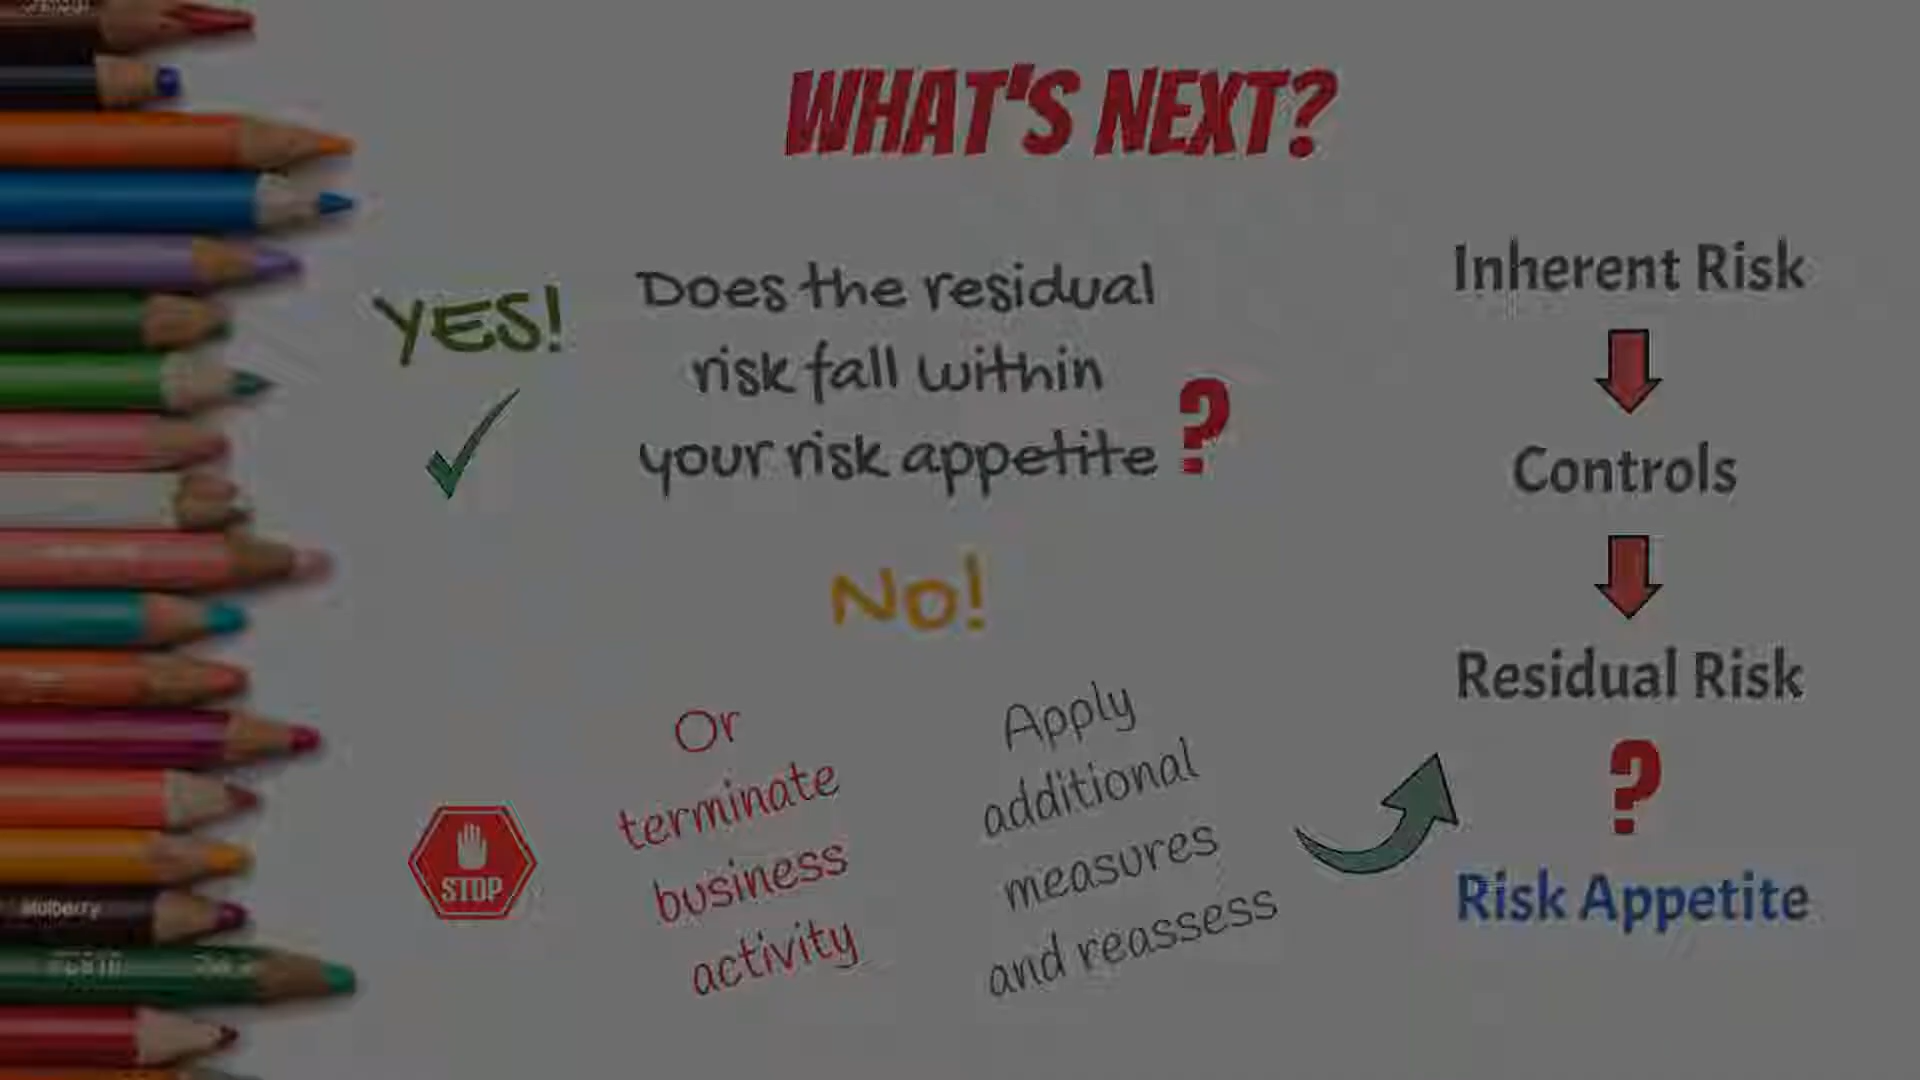 WHAT'S NEXT?
YES!
Does the residual
risk fall within
your risk appetite ?
No!
Or
terminate
business
activity
STOP
Apply
additional
measures
and reassess
Inherent Risk
Controls
Residual Risk
?
Risk Appetite
Mulberry